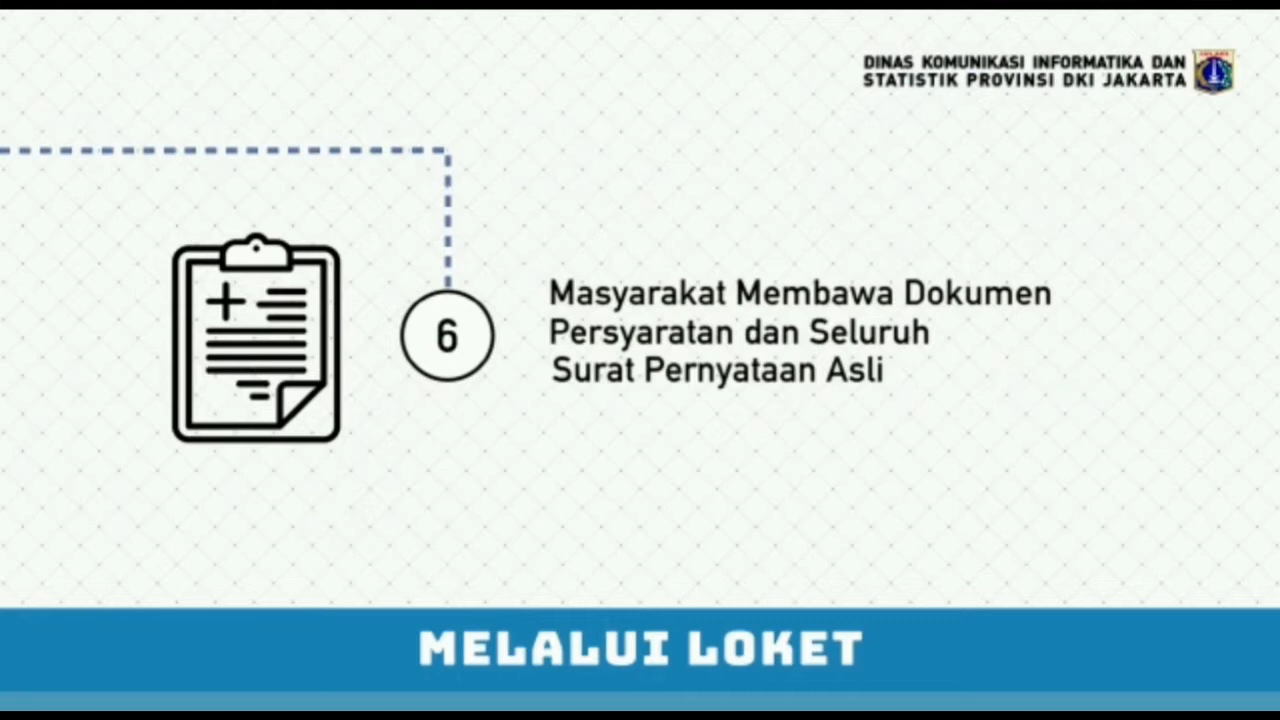 DINAS KOMUNIKASI INFORMATIKA DAN
STATISTIK PROVINSI DKI JAKARTA
6
Masyarakat Membawa Dokumen
Persyaratan dan Seluruh
Surat Pernyataan Asli
MELALUI LOKET